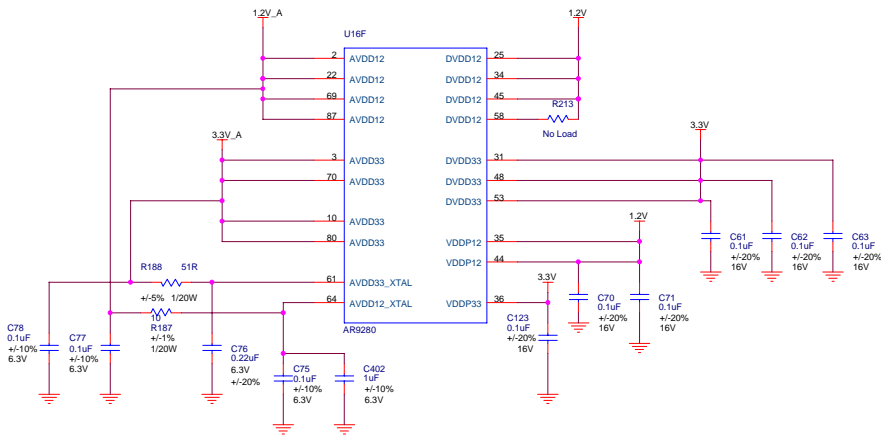 1.2V_A
1.2V
U16F
2 AVDD12 DVDD12 25
22 AVDD12 DVDD12 34
69 AVDD12 DVDD12 45
87 AVDD12 DVDD12 58
R213
No Load
3.3V_A
3.3V
3 AVDD33 DVDD33 31
70 AVDD33 DVDD33 48
DVDD33 53
10 AVDD33
80 AVDD33 VDDP12 35
1.2V
VDDP12 44
61 AVDD33_XTAL
64 AVDD12_XTAL VDDP33 36
3.3V
AR9280
R188 51R
+/-5% 1/20W
10
R187
+/-1%
1/20W
C61
0.1uF
+/-20%
16V
C62
0.1uF
+/-20%
16V
C63
0.1uF
+/-20%
16V
C70
0.1uF
+/-20%
16V
C71
0.1uF
+/-20%
16V
C123
0.1uF
+/-20%
16V
C78
0.1uF
+/-10%
6.3V
C77
0.1uF
+/-10%
6.3V
C76
0.22uF
6.3V
+/-20%
C75
0.1uF
+/-10%
6.3V
C402
1uF
+/-10%
6.3V